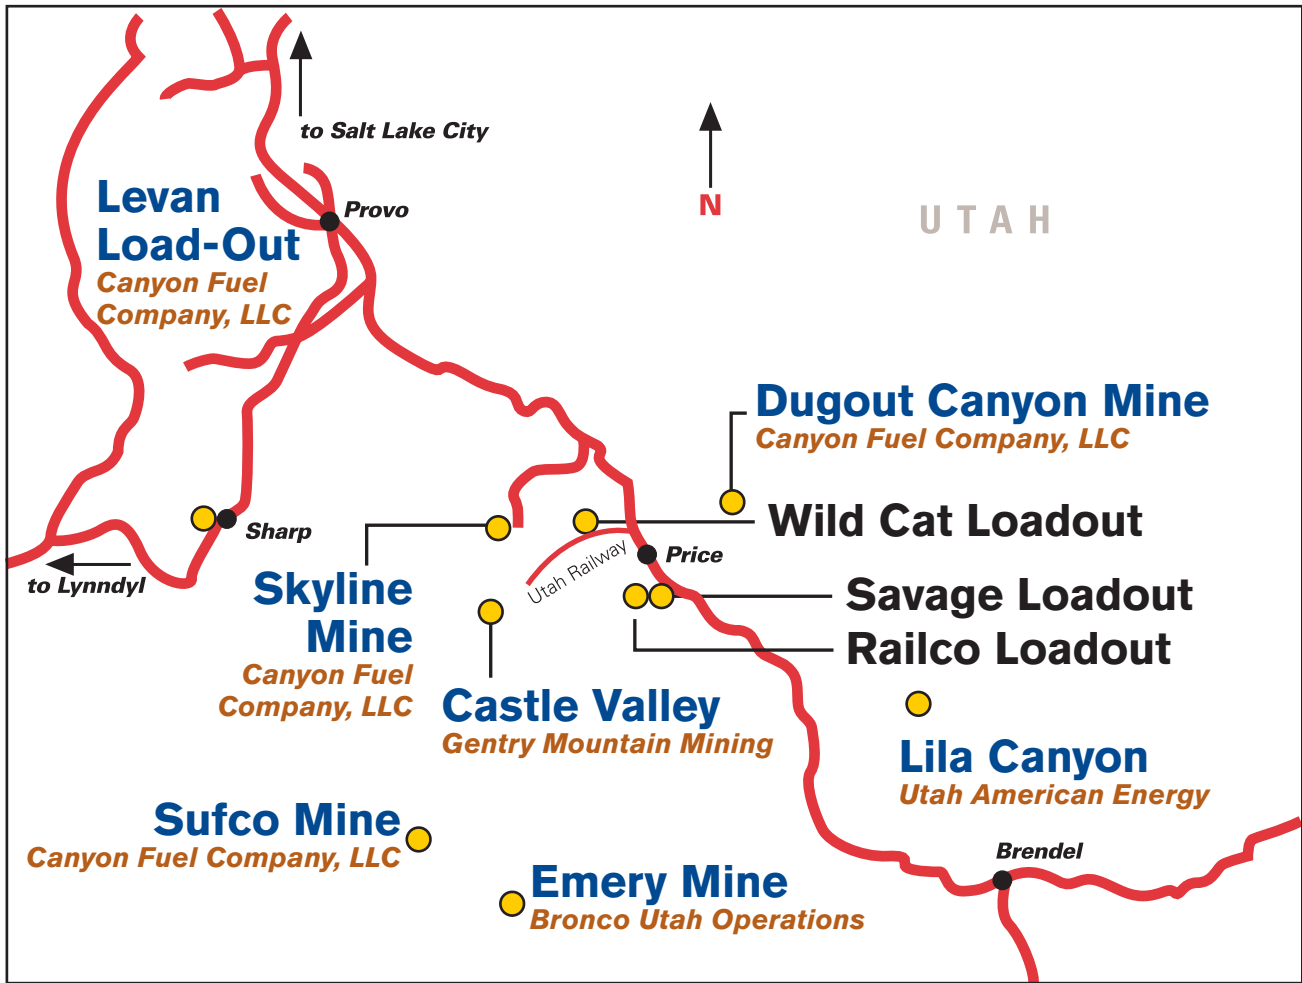 to Salt Lake City
N
UTAH
Levan
Load-Out
Canyon Fuel
Company, LLC
Provo
Dugout Canyon Mine
Canyon Fuel Company, LLC
Wild Cat Loadout
Sharp
Utah Railway
Price
to Lynndyl
Skyline
Mine
Canyon Fuel
Company, LLC
Savage Loadout
Railco Loadout
Castle Valley
Gentry Mountain Mining
Lila Canyon
Utah American Energy
Sufco Mine
Canyon Fuel Company, LLC
Brendel
Emery Mine
Bronco Utah Operations